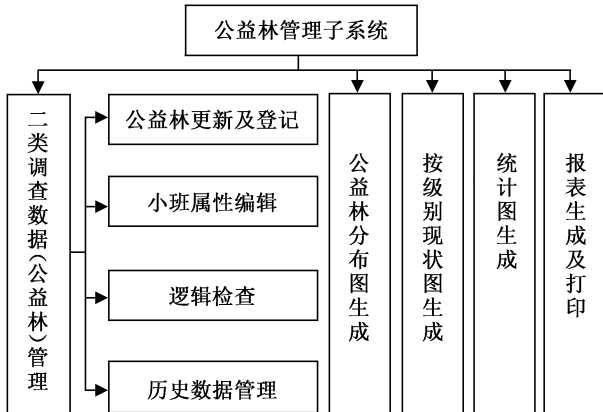 公益林管理子系统
二类调查数据(公益林)管理
公益林更新及登记
小班属性编辑
逻辑检查
历史数据管理
公益林分布图生成
按级别现状图生成
统计图生成
报表生成及打印